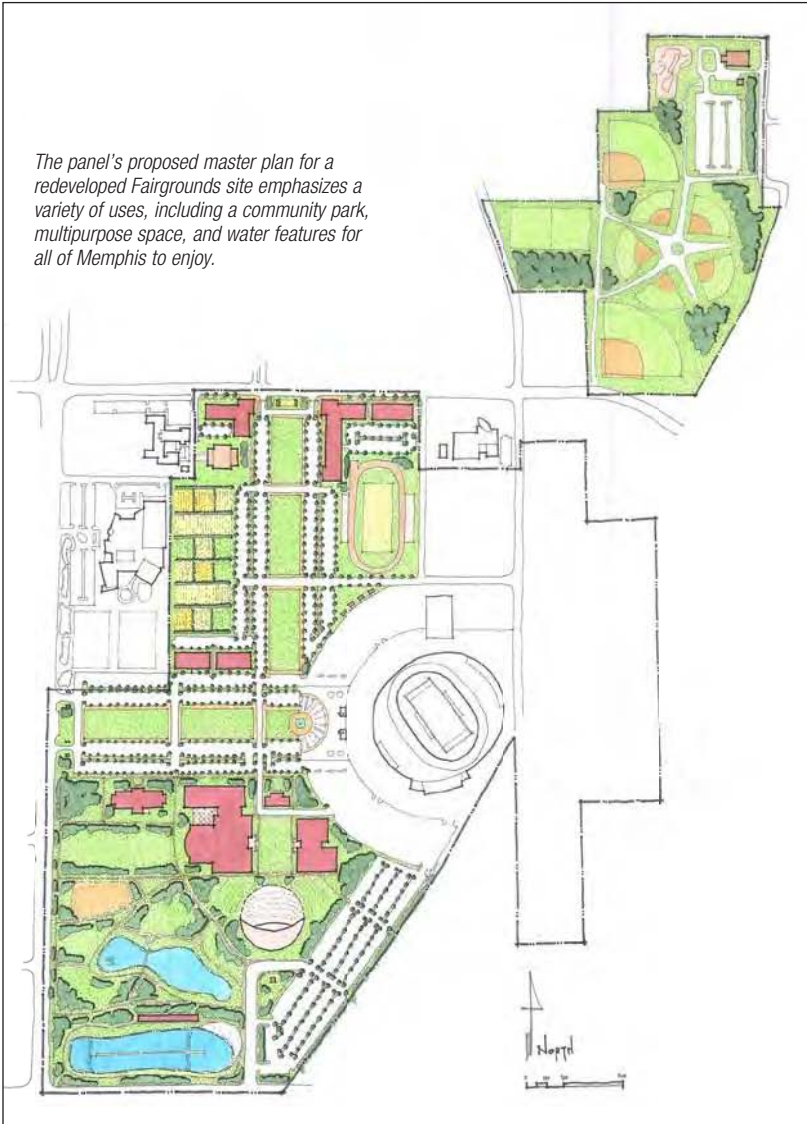 The panel's proposed master plan for a
redeveloped Fairgrounds site emphasizes a
variety of uses, including a community park,
multipurpose space, and water features for
all of Memphis to enjoy.
North